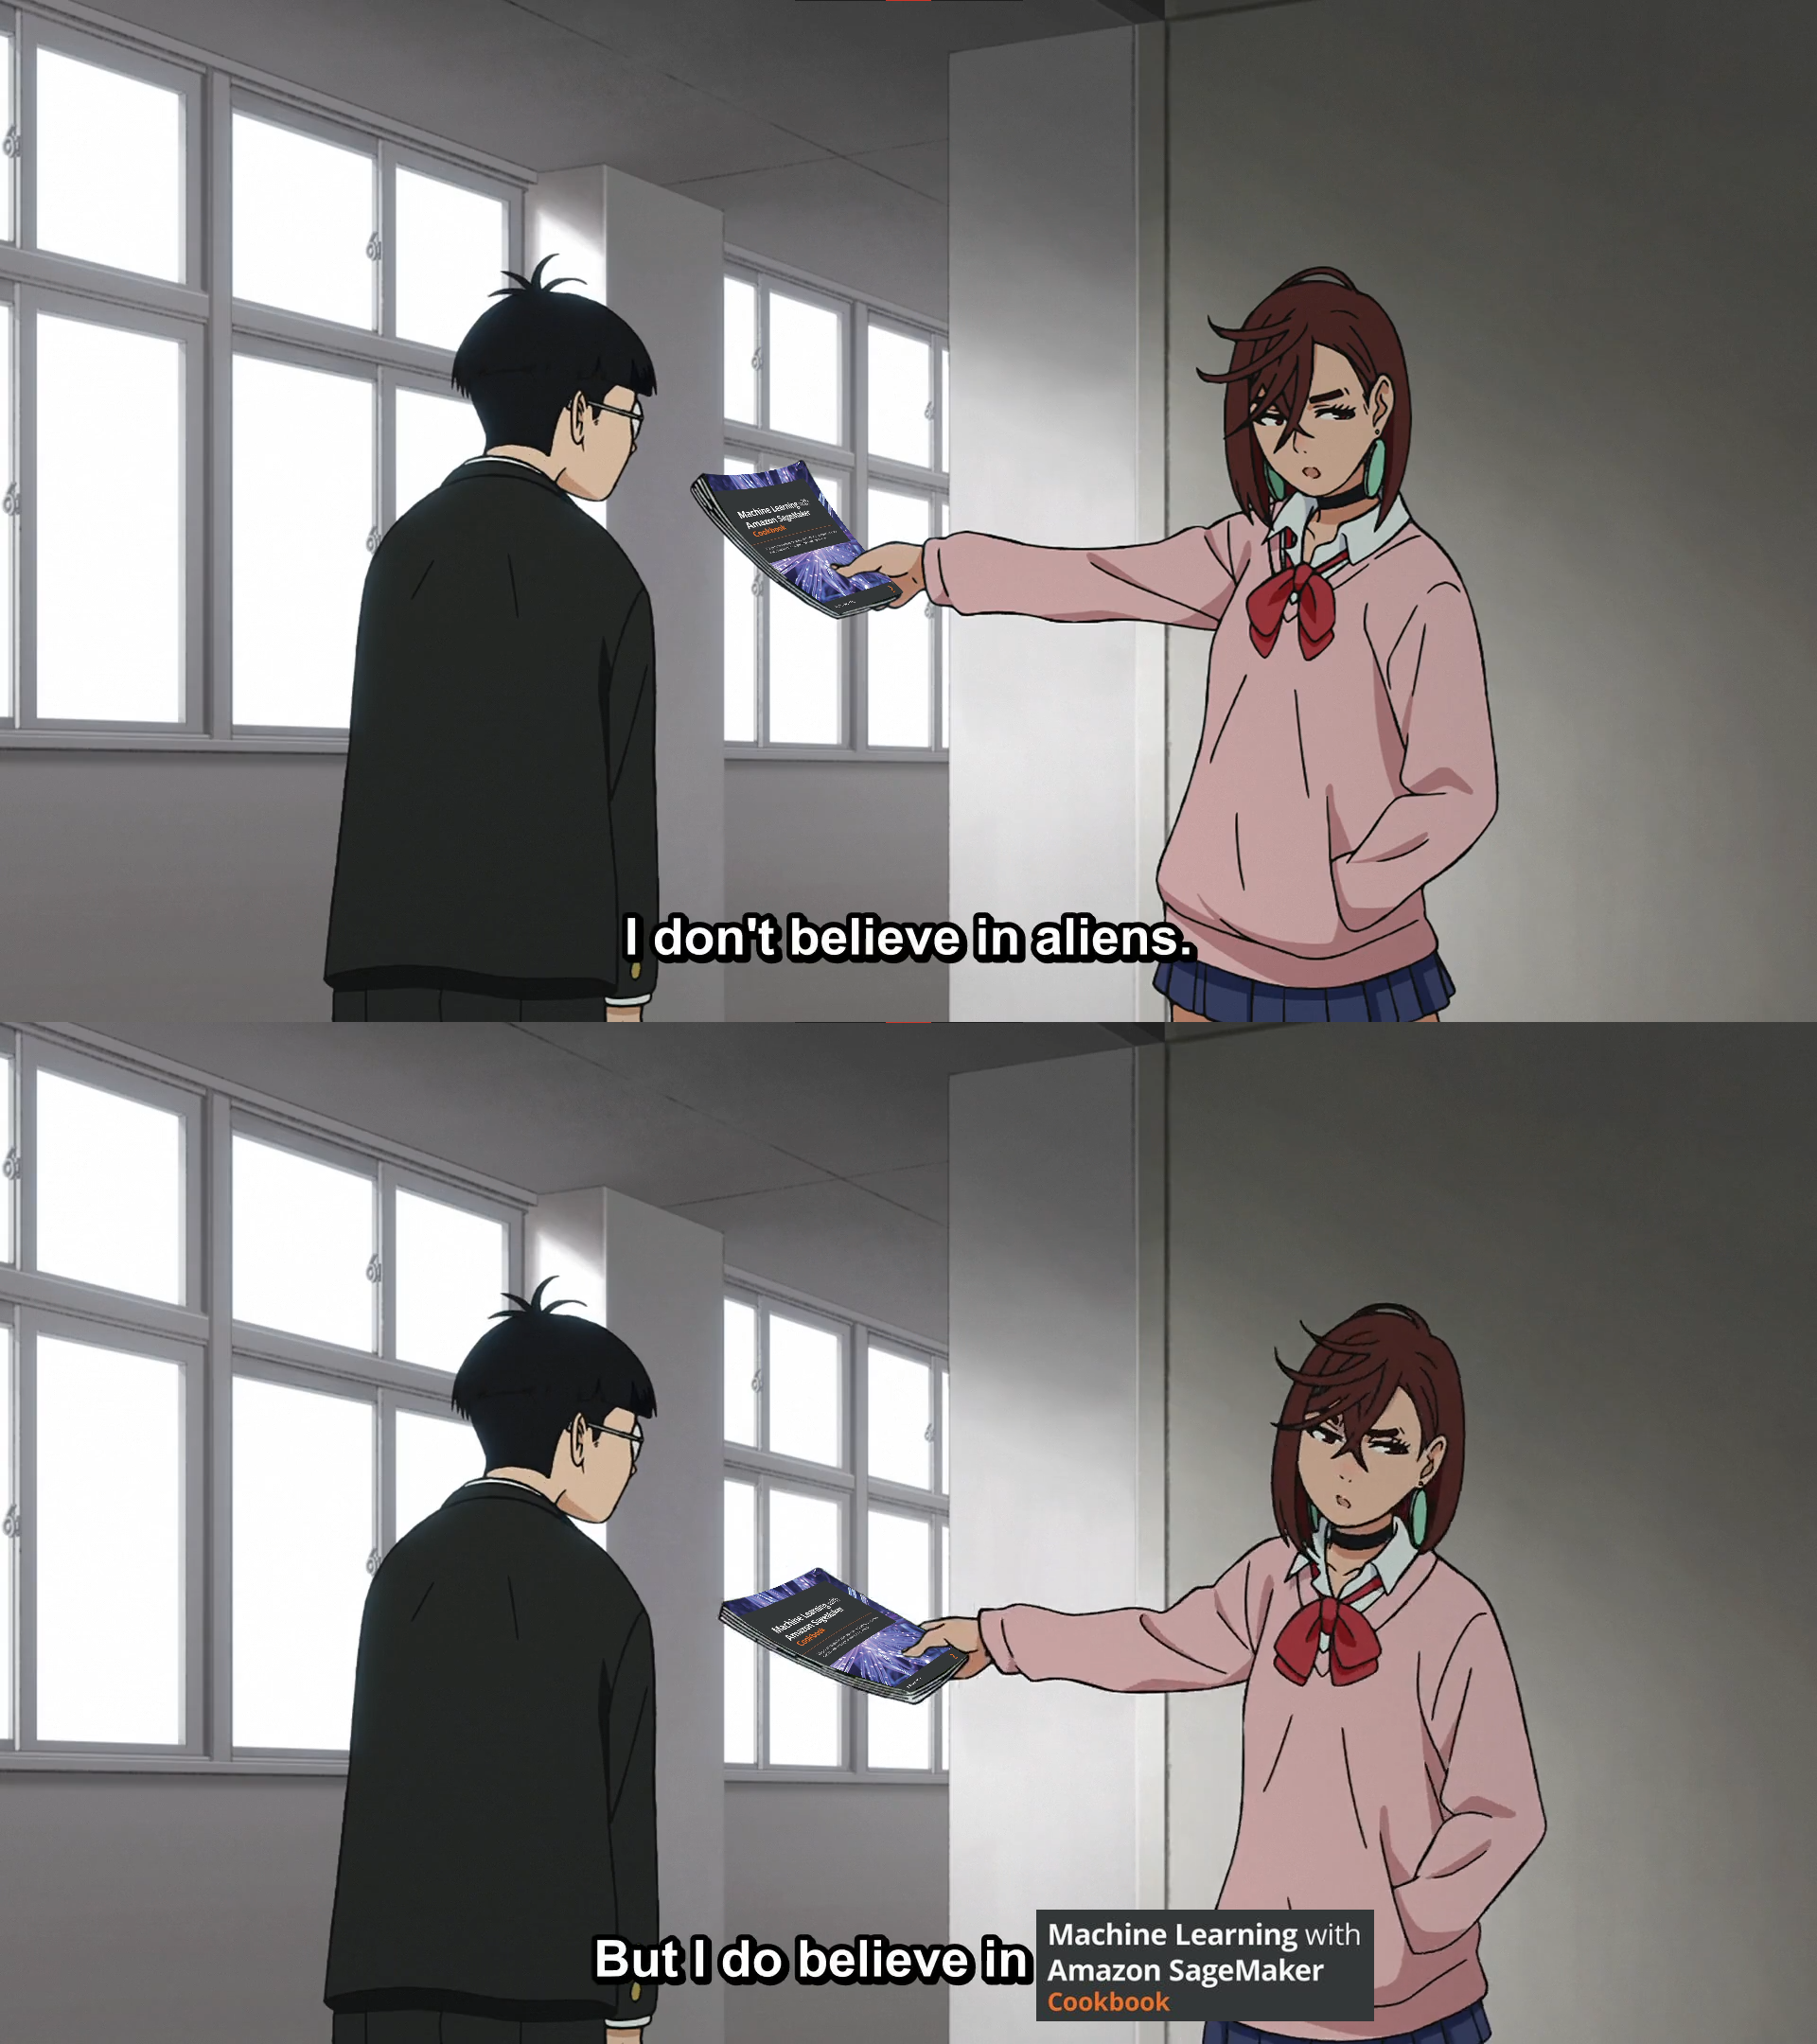 Machine Learning with
Amazon SageMaker
Cookbook
I don't believe in aliens.
Machine Learning with
Amazon SageMaker
Cookbook
But I do believe in
Machine Learning with
Amazon SageMaker
Cookbook